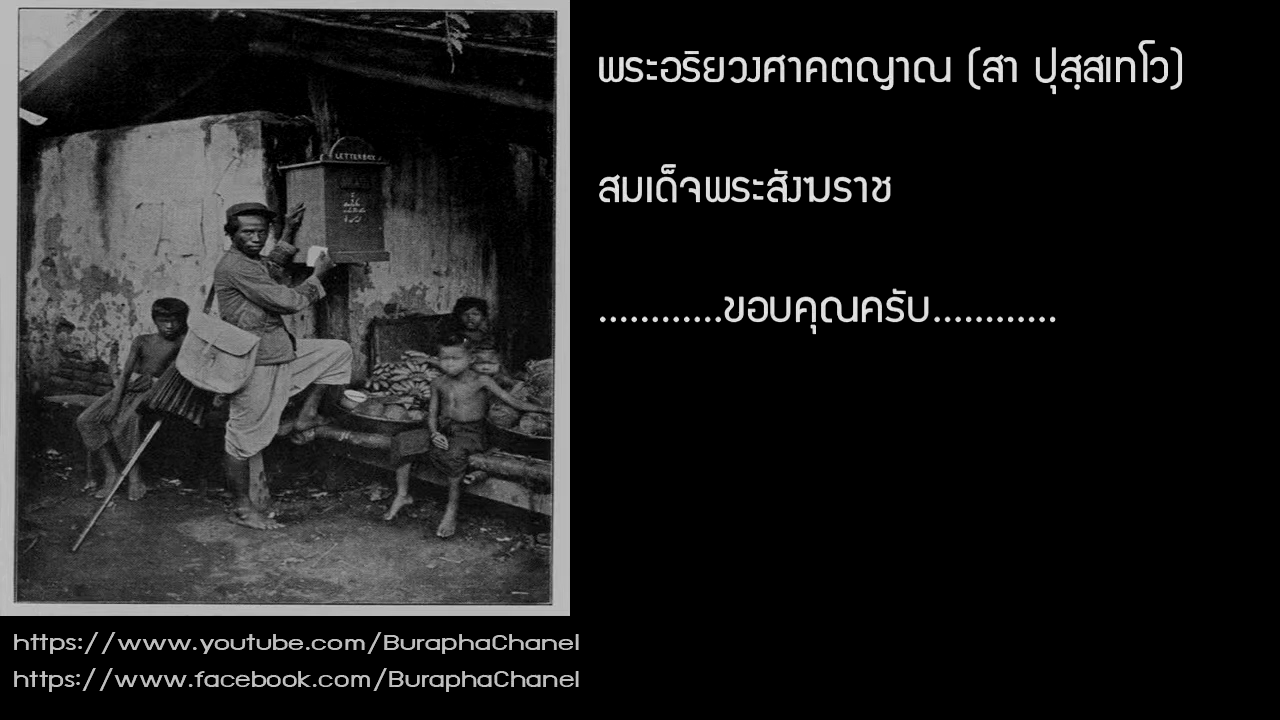 พระอริยวงศาคตญาณ (สา ปุสฺสเทโว)
สมเด็จพระสังฆราช
............ขอบคุณครับ............
LETTER BOX
https://www.youtube.com/BuraphaChanel
https://www.facebook.com/BuraphaChanel